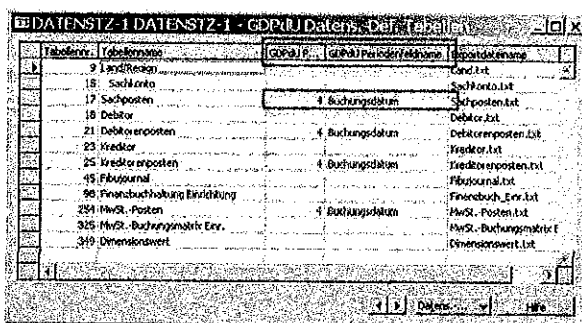 DATENSTZ-1 DATENSTZ-1 - GDPdU Datens. Def. Tabellen
Tabellennr. Tabellenname GDPdU P... GDPdU Periodenfeldname Exportdateiname
9 Land/Region Land.txt
15 Sachkonto Sachkonto.txt
17 Sachposten 4 Buchungsdatum Sachposten.txt
18 Debitor Debitor.txt
21 Debitorenposten 4 Buchungsdatum Debitorenposten.txt
23 Kreditor Kreditor.txt
25 Kreditorenposten 4 Buchungsdatum Kreditorenposten.txt
45 Fibujournal Fibujournal.txt
98 Finanzbuchhaltung Einrichtung Finanzbuch_Einr.txt
254 MwSt.-Posten 4 Buchungsdatum MwSt.-Posten.txt
325 MwSt.-Buchungsmatrix Einr. MwSt.-Buchungsmatrix E
349 Dimensionswert Dimensionswert.txt
Datens.... Hilfe